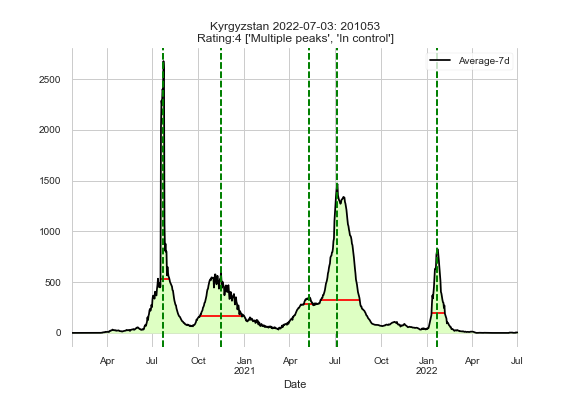 Kyrgyzstan 2022-07-03: 201053
Rating:4 ['Multiple peaks', 'In control']
Average-7d
2500
2000
1500
1000
500
0
Apr Jul Oct Jan Apr Jul Oct Jan Apr Jul
2021 2022
Date